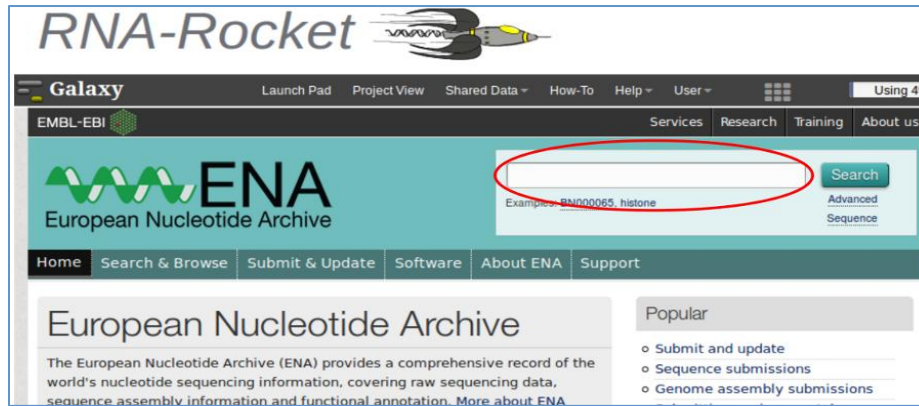 RNA-Rocket
Galaxy Launch Pad Project View Shared Data How-To Help User Using 4
EMBL-EBI Services Research Training About us
ENA
European Nucleotide Archive
Search
Examples: BN000065, histone Advanced
Sequence
Home Search & Browse Submit & Update Software About ENA Support
European Nucleotide Archive
The European Nucleotide Archive (ENA) provides a comprehensive record of the
world's nucleotide sequencing information, covering raw sequencing data,
sequence assembly information and functional annotation. More about ENA
Popular
Submit and update
Sequence submissions
Genome assembly submissions